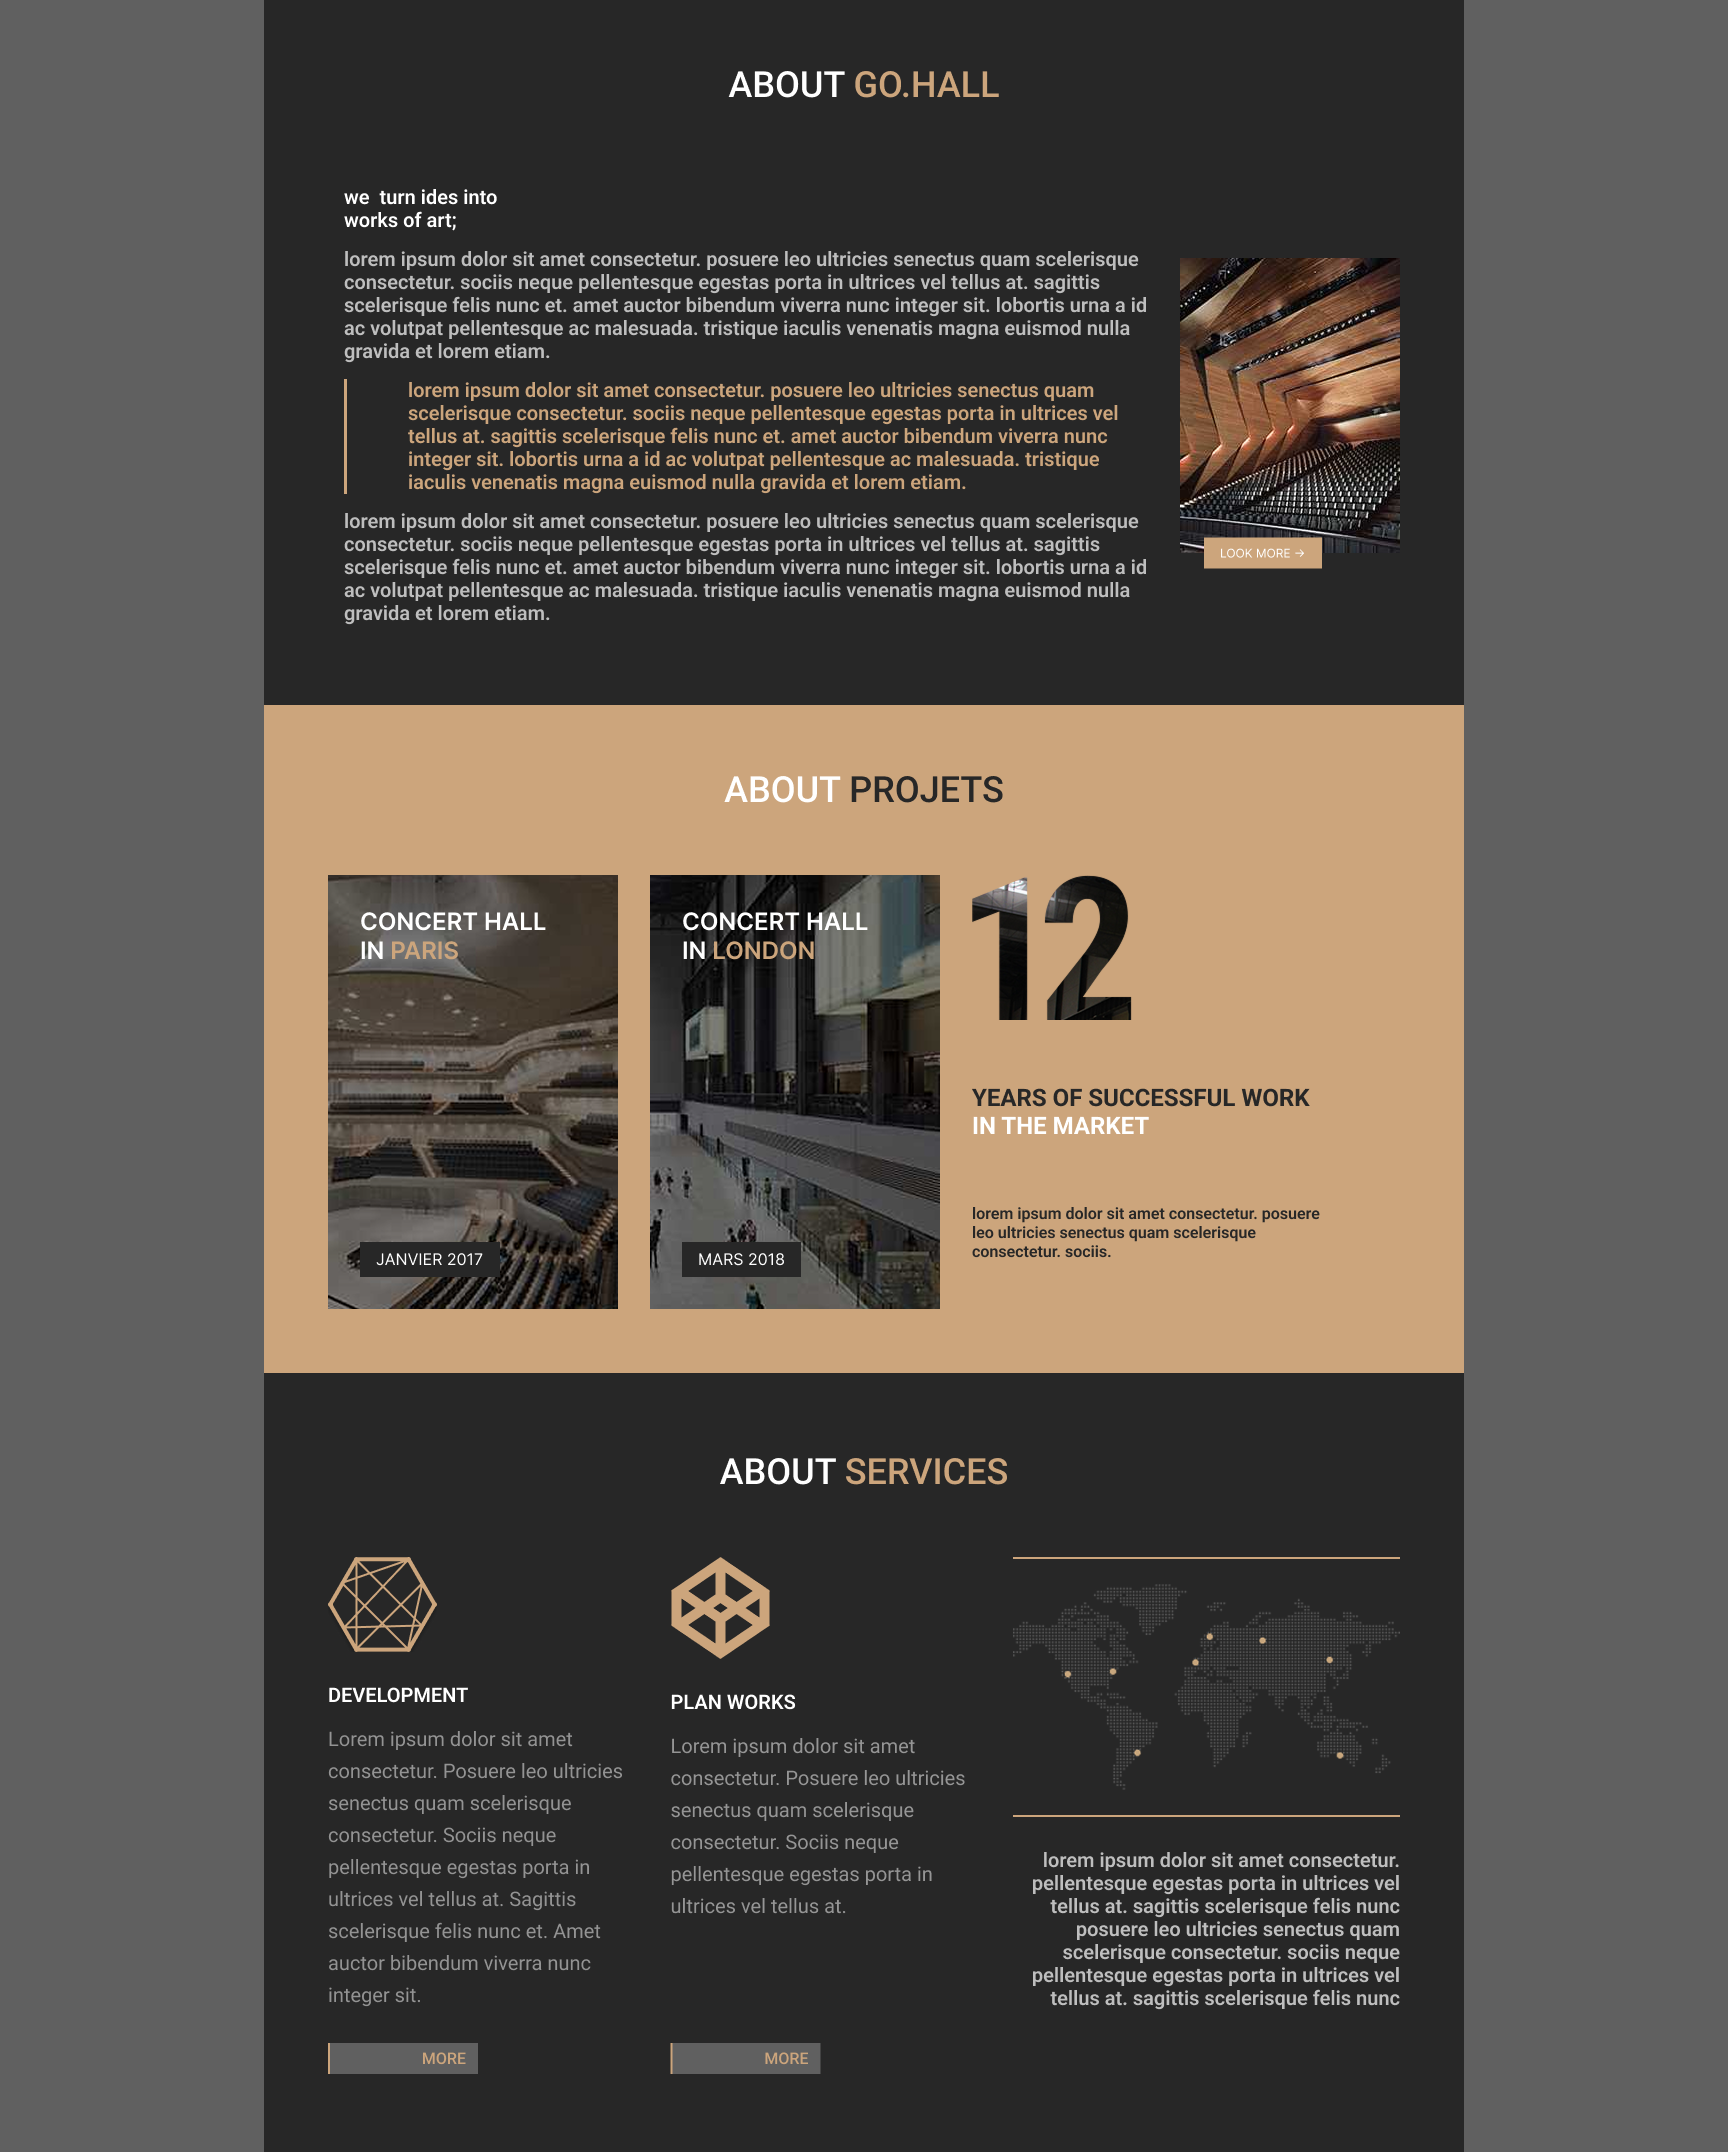 ABOUT GO.HALL
we  turn ides into
works of art;
lorem ipsum dolor sit amet consectetur. posuere leo ultricies senectus quam scelerisque
consectetur. sociis neque pellentesque egestas porta in ultrices vel tellus at. sagittis
scelerisque felis nunc et. amet auctor bibendum viverra nunc integer sit. lobortis urna a id
ac volutpat pellentesque ac malesuada. tristique iaculis venenatis magna euismod nulla
gravida et lorem etiam.
lorem ipsum dolor sit amet consectetur. posuere leo ultricies senectus quam
scelerisque consectetur. sociis neque pellentesque egestas porta in ultrices vel
tellus at. sagittis scelerisque felis nunc et. amet auctor bibendum viverra nunc
integer sit. lobortis urna a id ac volutpat pellentesque ac malesuada. tristique
iaculis venenatis magna euismod nulla gravida et lorem etiam.
lorem ipsum dolor sit amet consectetur. posuere leo ultricies senectus quam scelerisque
consectetur. sociis neque pellentesque egestas porta in ultrices vel tellus at. sagittis
scelerisque felis nunc et. amet auctor bibendum viverra nunc integer sit. lobortis urna a id
ac volutpat pellentesque ac malesuada. tristique iaculis venenatis magna euismod nulla
gravida et lorem etiam.
LOOK MORE →
ABOUT PROJETS
CONCERT HALL
IN PARIS
JANVIER 2017
CONCERT HALL
IN LONDON
MARS 2018
12
YEARS OF SUCCESSFUL WORK
IN THE MARKET
lorem ipsum dolor sit amet consectetur. posuere
leo ultricies senectus quam scelerisque
consectetur. sociis.
ABOUT SERVICES
DEVELOPMENT
Lorem ipsum dolor sit amet
consectetur. Posuere leo ultricies
senectus quam scelerisque
consectetur. Sociis neque
pellentesque egestas porta in
ultrices vel tellus at. Sagittis
scelerisque felis nunc et. Amet
auctor bibendum viverra nunc
integer sit.
MORE
PLAN WORKS
Lorem ipsum dolor sit amet
consectetur. Posuere leo ultricies
senectus quam scelerisque
consectetur. Sociis neque
pellentesque egestas porta in
ultrices vel tellus at.
MORE
lorem ipsum dolor sit amet consectetur.
pellentesque egestas porta in ultrices vel
tellus at. sagittis scelerisque felis nunc
posuere leo ultricies senectus quam
scelerisque consectetur. sociis neque
pellentesque egestas porta in ultrices vel
tellus at. sagittis scelerisque felis nunc